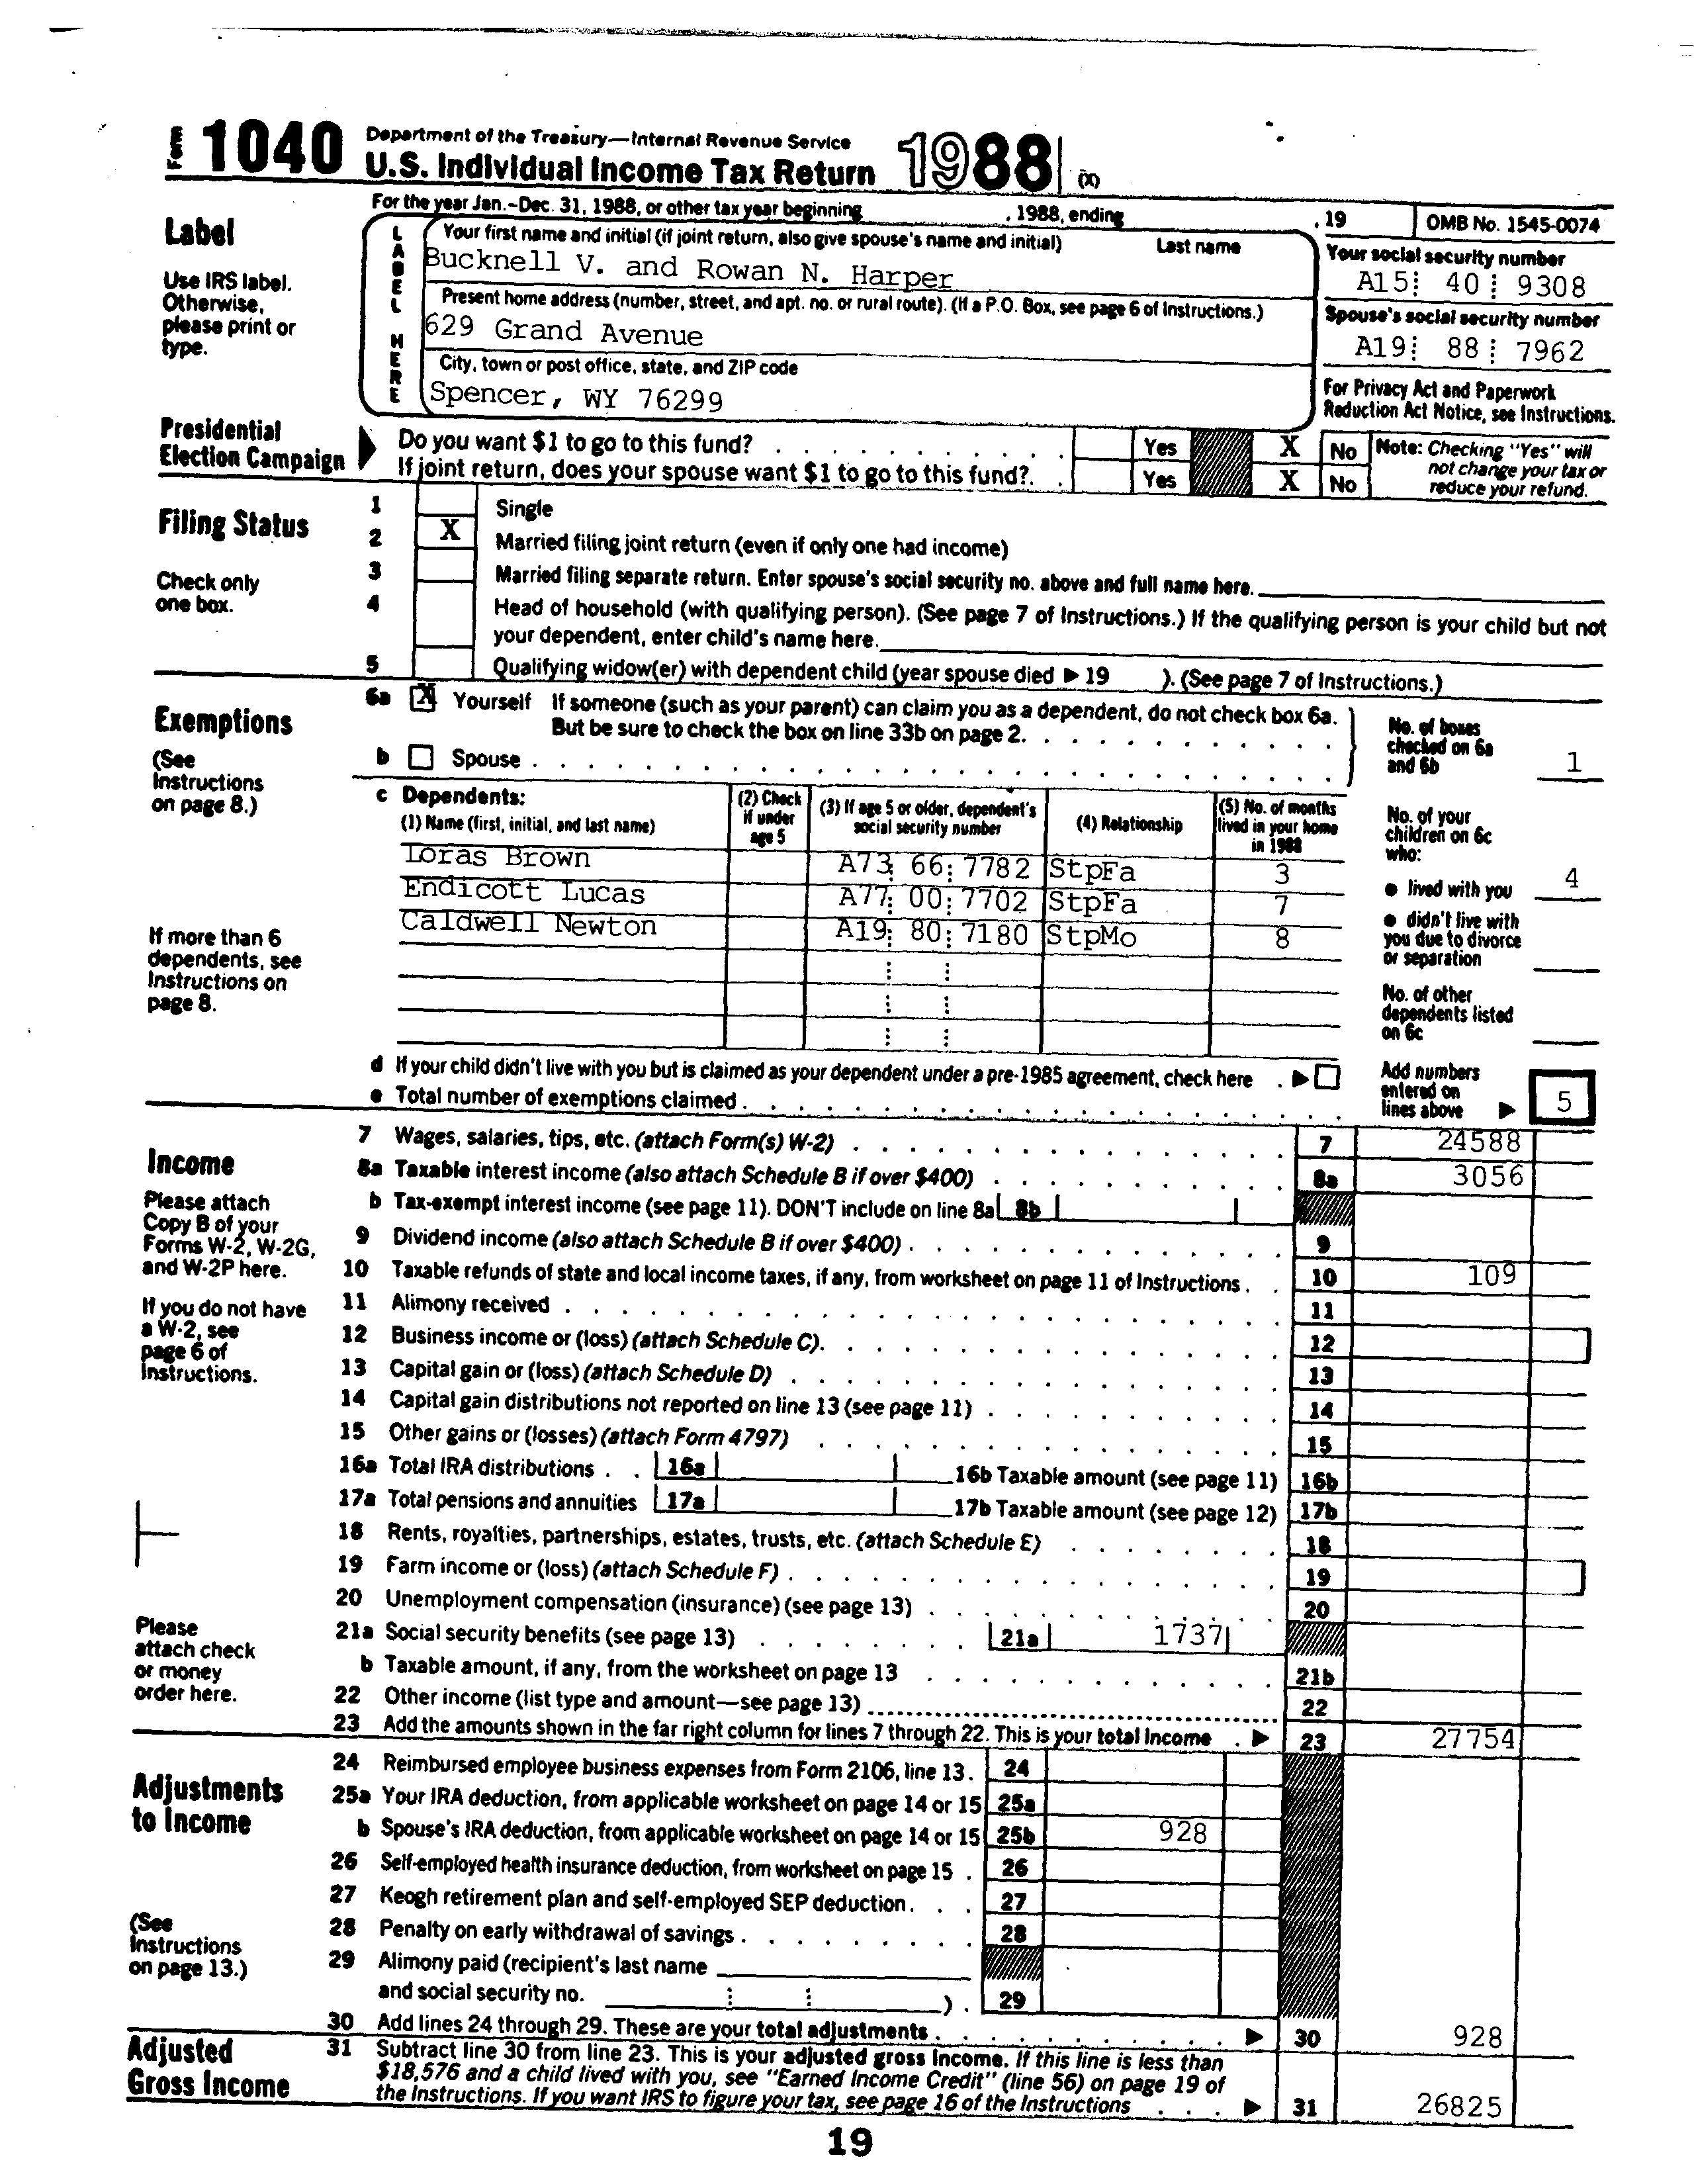 Form 1040 Department of the Treasury—Internal Revenue Service
U.S. Individual Income Tax Return 1988 (X)
For the year Jan.-Dec. 31, 1988, or other tax year beginning , 1988, ending , 19 OMB No. 1545-0074
Label
Use IRS label. Otherwise, please print or type.
LABEL HERE
Your first name and initial (if joint return, also give spouse's name and initial) Last name
Bucknell V. and Rowan N. Harper
Your social security number
A15 40 9308
Present home address (number, street, and apt. no. or rural route). (If a P.O. Box, see page 6 of Instructions.)
629 Grand Avenue
Spouse's social security number
A19 88 7962
City, town or post office, state, and ZIP code
Spencer, WY 76299
For Privacy Act and Paperwork Reduction Act Notice, see Instructions.
Presidential Election Campaign
Do you want $1 to go to this fund? Yes X No
If joint return, does your spouse want $1 to go to this fund?. Yes X No
Note: Checking "Yes" will not change your tax or reduce your refund.
Filing Status
Check only one box.
1 Single
2 X Married filing joint return (even if only one had income)
3 Married filing separate return. Enter spouse's social security no. above and full name here.
4 Head of household (with qualifying person). (See page 7 of Instructions.) If the qualifying person is your child but not
your dependent, enter child's name here.
5 Qualifying widow(er) with dependent child (year spouse died ▶ 19 ). (See page 7 of Instructions.)
Exemptions
(See Instructions on page 8.)
6a X Yourself If someone (such as your parent) can claim you as a dependent, do not check box 6a.
But be sure to check the box on line 33b on page 2.
b Spouse
No. of boxes checked on 6a and 6b 1
c Dependents:
(1) Name (first, initial, and last name) (2) Check if under age 5 (3) If age 5 or older, dependent's social security number (4) Relationship (5) No. of months lived in your home in 1988
Loras Brown A73 66 7782 StpFa 3
Endicott Lucas A77 00 7702 StpFa 7
Caldwell Newton A19 80 7180 StpMo 8
No. of your children on 6c who:
● lived with you 4
● didn't live with you due to divorce or separation
No. of other dependents listed on 6c
If more than 6 dependents, see Instructions on page 8.
d If your child didn't live with you but is claimed as your dependent under a pre-1985 agreement, check here . ▶
e Total number of exemptions claimed
Add numbers entered on lines above ▶ 5
Income
Please attach Copy B of your Forms W-2, W-2G, and W-2P here.
If you do not have a W-2, see page 6 of Instructions.
Please attach check or money order here.
7 Wages, salaries, tips, etc. (attach Form(s) W-2) 7 24588
8a Taxable interest income (also attach Schedule B if over $400) 8a 3056
b Tax-exempt interest income (see page 11). DON'T include on line 8a 8b
9 Dividend income (also attach Schedule B if over $400) 9
10 Taxable refunds of state and local income taxes, if any, from worksheet on page 11 of Instructions 10 109
11 Alimony received 11
12 Business income or (loss) (attach Schedule C). 12
13 Capital gain or (loss) (attach Schedule D) 13
14 Capital gain distributions not reported on line 13 (see page 11) 14
15 Other gains or (losses) (attach Form 4797) 15
16a Total IRA distributions 16a 16b Taxable amount (see page 11) 16b
17a Total pensions and annuities 17a 17b Taxable amount (see page 12) 17b
18 Rents, royalties, partnerships, estates, trusts, etc. (attach Schedule E) 18
19 Farm income or (loss) (attach Schedule F) 19
20 Unemployment compensation (insurance) (see page 13) 20
21a Social security benefits (see page 13) 21a 1737
b Taxable amount, if any, from the worksheet on page 13 21b
22 Other income (list type and amount—see page 13) 22
23 Add the amounts shown in the far right column for lines 7 through 22. This is your total income ▶ 23 27754
Adjustments to Income
(See Instructions on page 13.)
24 Reimbursed employee business expenses from Form 2106, line 13. 24
25a Your IRA deduction, from applicable worksheet on page 14 or 15 25a
b Spouse's IRA deduction, from applicable worksheet on page 14 or 15 25b 928
26 Self-employed health insurance deduction, from worksheet on page 15 26
27 Keogh retirement plan and self-employed SEP deduction 27
28 Penalty on early withdrawal of savings 28
29 Alimony paid (recipient's last name
and social security no. ) . 29
30 Add lines 24 through 29. These are your total adjustments ▶ 30 928
Adjusted Gross Income
31 Subtract line 30 from line 23. This is your adjusted gross income. If this line is less than
$18,576 and a child lived with you, see "Earned Income Credit" (line 56) on page 19 of
the Instructions. If you want IRS to figure your tax, see page 16 of the Instructions ▶ 31 26825
19